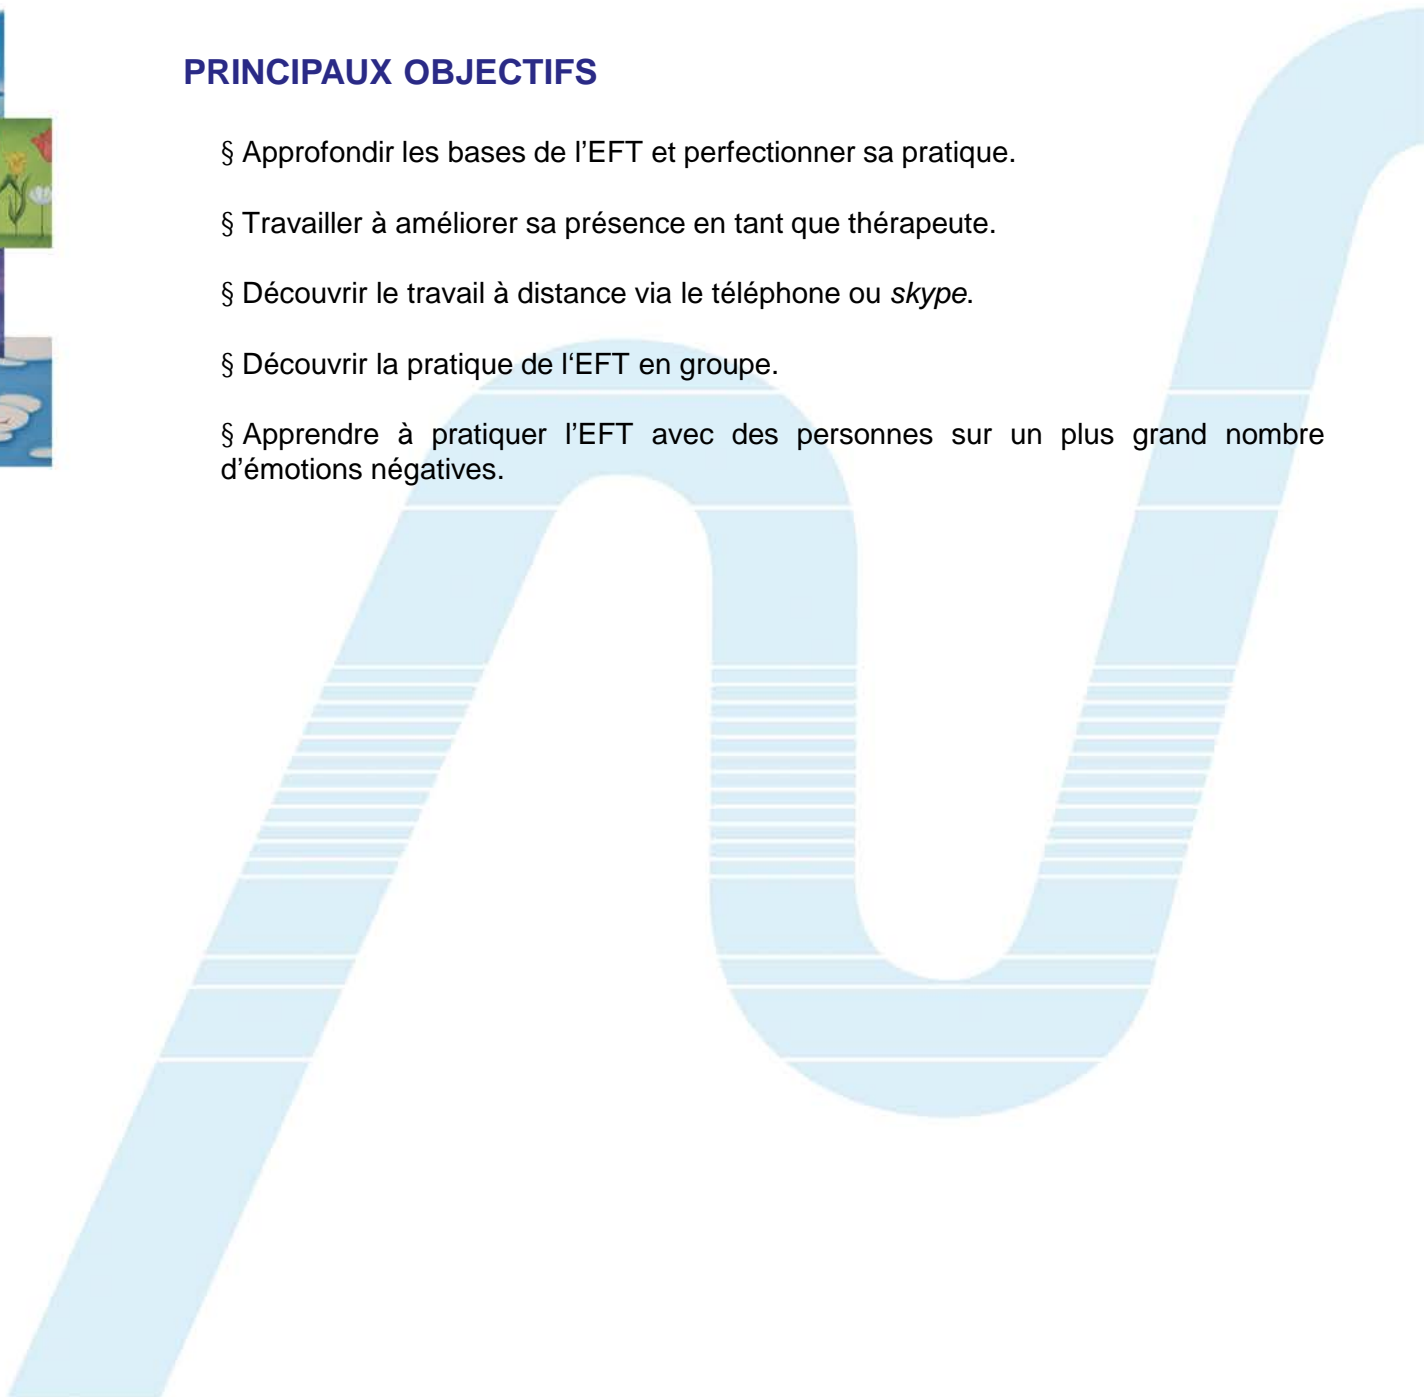 PRINCIPAUX OBJECTIFS
§ Approfondir les bases de l’EFT et perfectionner sa pratique.
§ Travailler à améliorer sa présence en tant que thérapeute.
§ Découvrir le travail à distance via le téléphone ou skype.
§ Découvrir la pratique de l‘EFT en groupe.
§ Apprendre à pratiquer l’EFT avec des personnes sur un plus grand nombre
d’émotions négatives.